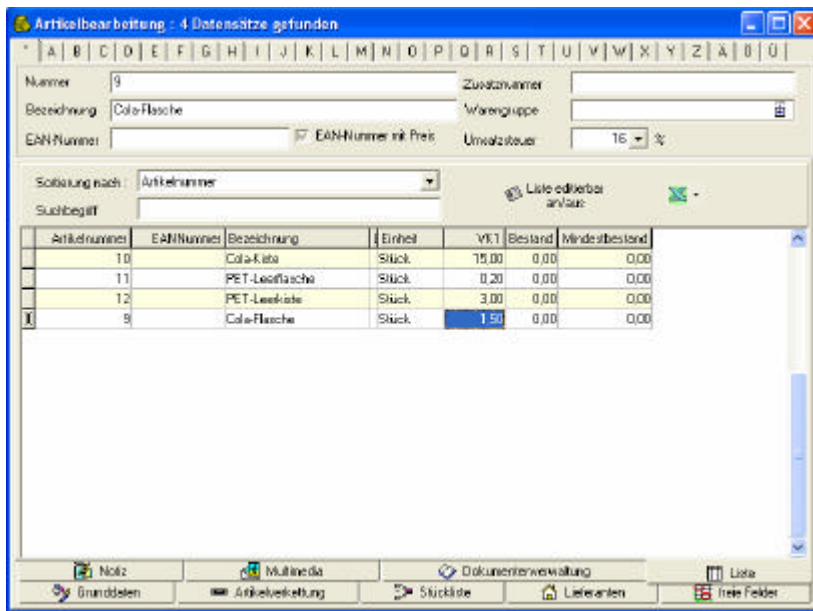 Artikelbearbeitung : 4 Datensätze gefunden
* A B C D E F G H I J K L M N O P Q R S T U V W X Y Z Ä Ö Ü
Nummer 9 Zusatznummer
Bezeichnung Cola-Flasche Warengruppe
EAN-Nummer EAN-Nummer mit Preis Umsatzsteuer 16 %
Sortierung nach : Artikelnummer
Liste editierbar
an/aus
Suchbegriff
Artikelnummer EANNummer Bezeichnung Einheit VK1 Bestand Mindestbestand
10 Cola-Kiste Stück 15,00 0,00 0,00
11 PET-Leerflasche Stück 0,20 0,00 0,00
12 PET-Leerkiste Stück 3,00 0,00 0,00
9 Cola-Flasche Stück 1.50 0,00 0,00
Notiz Multimedia Dokumentenverwaltung Liste
Grunddaten Artikelverkettung Stückliste Lieferanten freie Felder